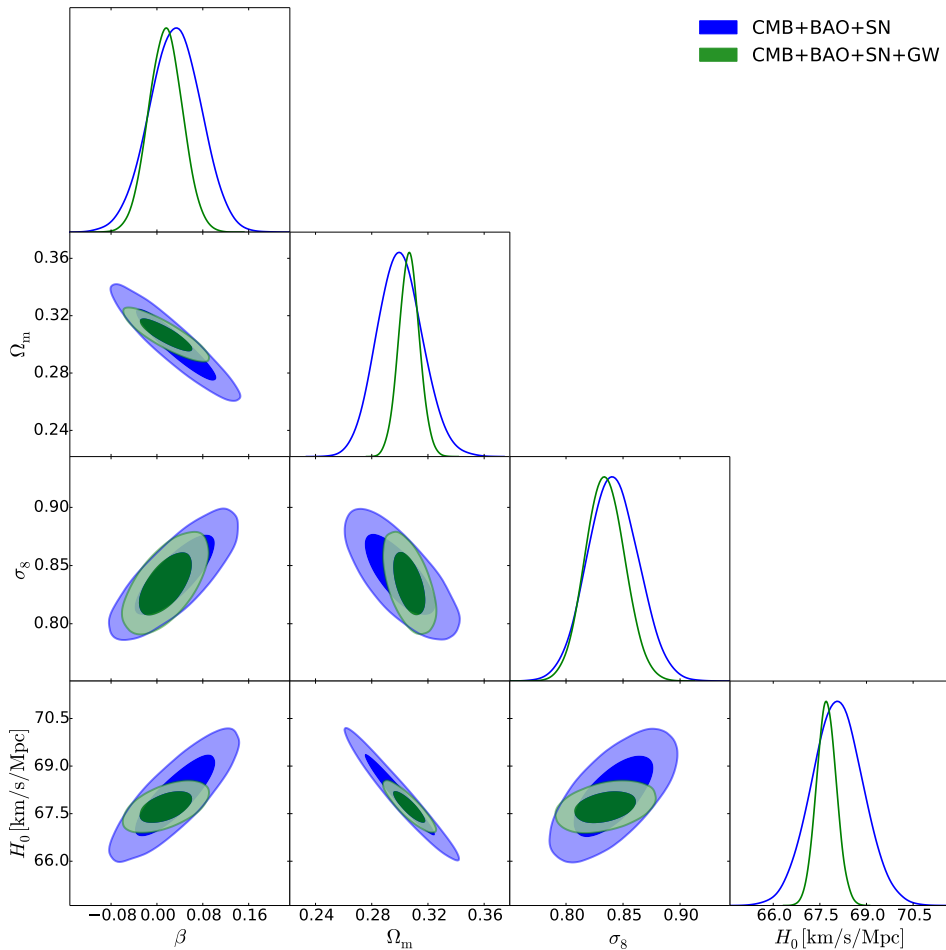 CMB+BAO+SN
CMB+BAO+SN+GW
0.36
0.32
0.28
0.24
Ωm
0.90
0.85
0.80
σ8
70.5
69.0
67.5
66.0
H0 [km/s/Mpc]
−0.08 0.00 0.08 0.16
0.24 0.28 0.32 0.36
0.80 0.85 0.90
66.0 67.5 69.0 70.5
β
Ωm
σ8
H0 [km/s/Mpc]